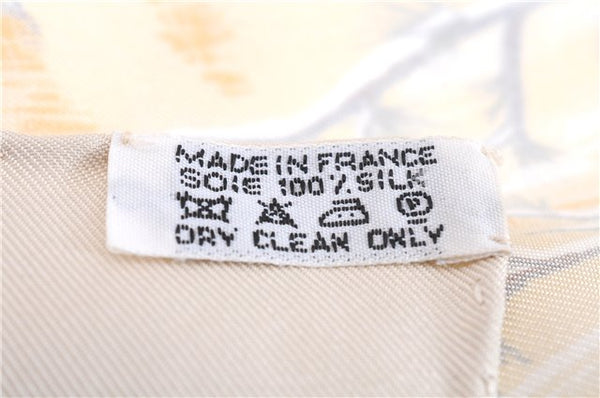 MADE IN FRANCE
SOIE 100% SILK
P
DRY CLEAN ONLY